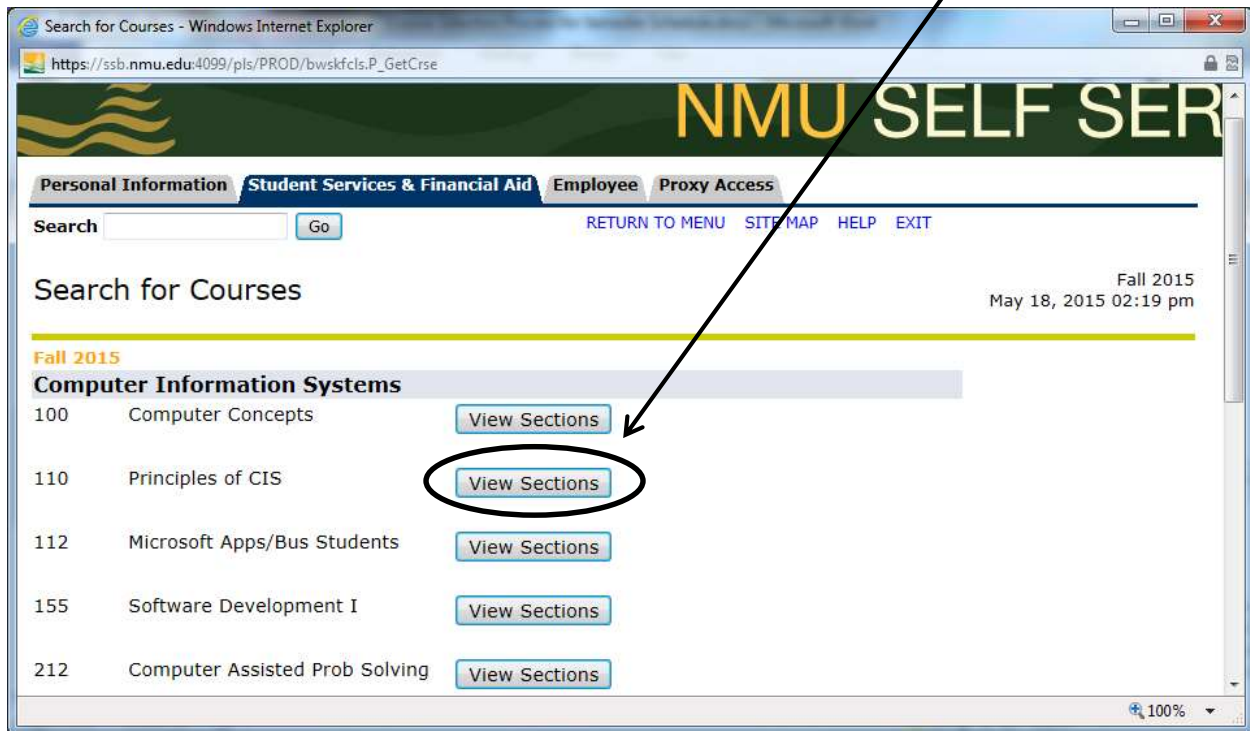 Search for Courses - Windows Internet Explorer
https://ssb.nmu.edu:4099/pls/PROD/bwskfcls.P_GetCrse
NMU SELF SER
Personal Information Student Services & Financial Aid Employee Proxy Access
Search Go RETURN TO MENU SITE MAP HELP EXIT
Search for Courses
Fall 2015
May 18, 2015 02:19 pm
Fall 2015
Computer Information Systems
100 Computer Concepts View Sections
110 Principles of CIS View Sections
112 Microsoft Apps/Bus Students View Sections
155 Software Development I View Sections
212 Computer Assisted Prob Solving View Sections
100%